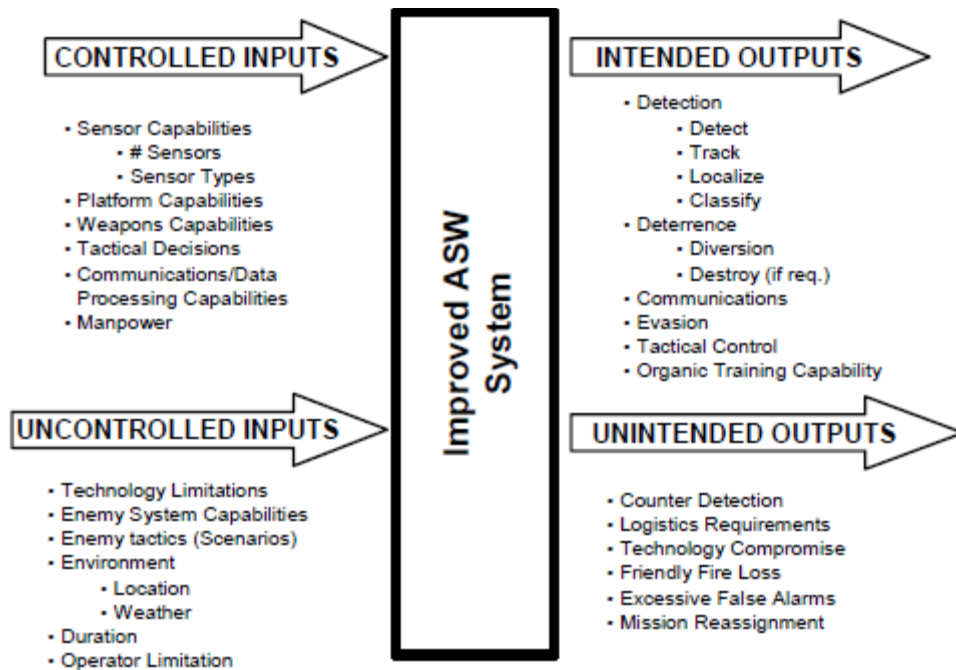 CONTROLLED INPUTS
• Sensor Capabilities
• # Sensors
• Sensor Types
• Platform Capabilities
• Weapons Capabilities
• Tactical Decisions
• Communications/Data
Processing Capabilities
• Manpower
UNCONTROLLED INPUTS
• Technology Limitations
• Enemy System Capabilities
• Enemy tactics (Scenarios)
• Environment
• Location
• Weather
• Duration
• Operator Limitation
Improved ASW
System
INTENDED OUTPUTS
• Detection
• Detect
• Track
• Localize
• Classify
• Deterrence
• Diversion
• Destroy (if req.)
• Communications
• Evasion
• Tactical Control
• Organic Training Capability
UNINTENDED OUTPUTS
• Counter Detection
• Logistics Requirements
• Technology Compromise
• Friendly Fire Loss
• Excessive False Alarms
• Mission Reassignment